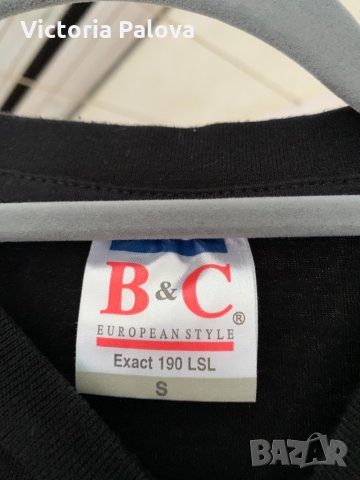 Victoria Palova
B&C®
EUROPEAN STYLE
Exact 190 LSL
S
BAZAR